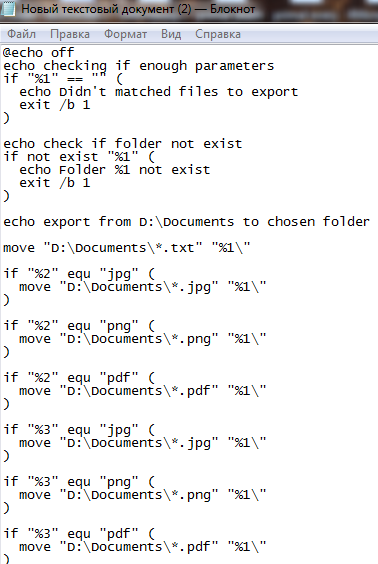 Новый текстовый документ (2) — Блокнот
Файл Правка Формат Вид Справка
@echo off
echo checking if enough parameters
if "%1" == "" (
  echo Didn't matched files to export
  exit /b 1
)

echo check if folder not exist
if not exist "%1" (
  echo Folder %1 not exist
  exit /b 1
)

echo export from D:\Documents to chosen folder

move "D:\Documents\*.txt" "%1\"

if "%2" equ "jpg" (
  move "D:\Documents\*.jpg" "%1\"
)

if "%2" equ "png" (
  move "D:\Documents\*.png" "%1\"
)

if "%2" equ "pdf" (
  move "D:\Documents\*.pdf" "%1\"
)

if "%3" equ "jpg" (
  move "D:\Documents\*.jpg" "%1\"
)

if "%3" equ "png" (
  move "D:\Documents\*.png" "%1\"
)

if "%3" equ "pdf" (
  move "D:\Documents\*.pdf" "%1\"
)